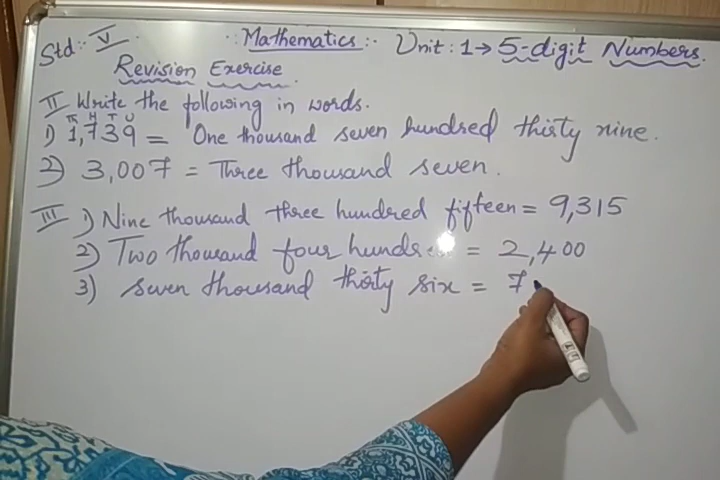 Std:- V ∴ Mathematics:- Unit: 1→ 5-digit Numbers.
Revision Exercise
II Write the following in words.
Th H T U
1) 1,739 = One thousand seven hundred thirty nine.
2) 3,007 = Three thousand seven.
III 1) Nine thousand three hundred fifteen = 9,315
2) Two thousand four hundred = 2,400
3) seven thousand thirty six = 7